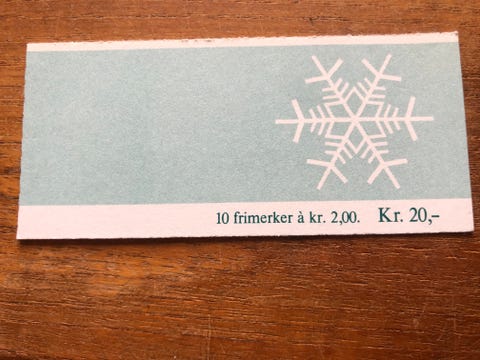 10 frimerker à kr. 2,00. Kr. 20,–